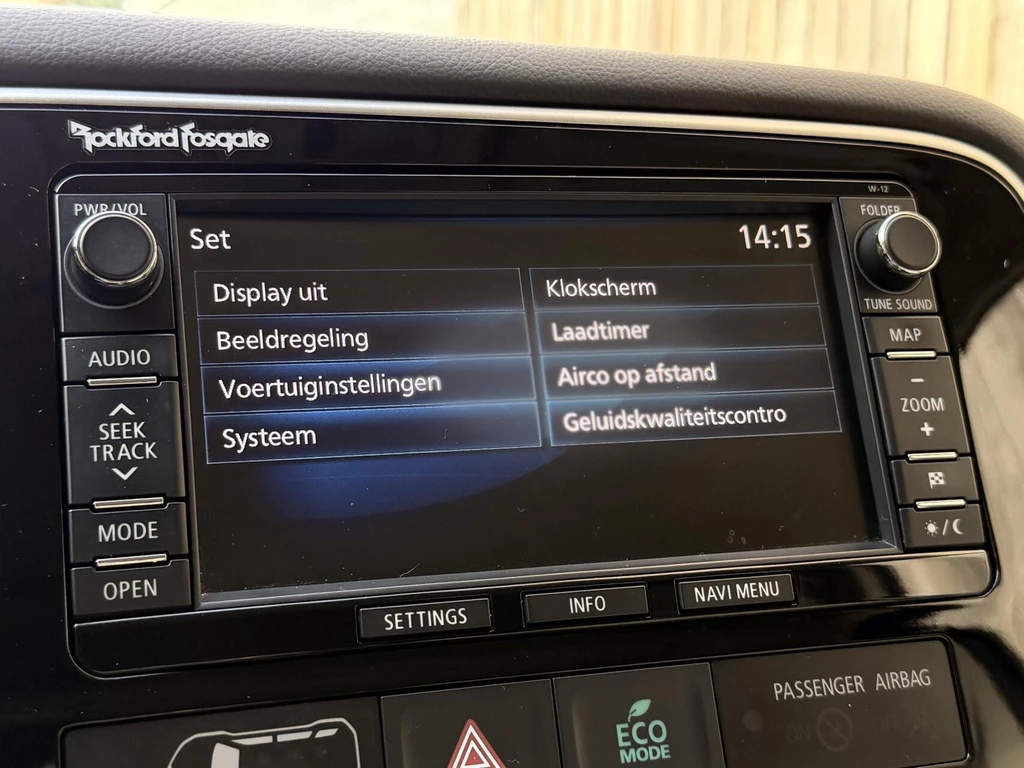 Rockford Fosgate
W-12
PWR/VOL
FOLDER
Set
14:15
Display uit
Klokscherm
Beeldregeling
Laadtimer
Voertuiginstellingen
Airco op afstand
Systeem
Geluidskwaliteitscontro
TUNE SOUND
AUDIO
MAP
SEEK
TRACK
ZOOM
MODE
OPEN
SETTINGS
INFO
NAVI MENU
ECO
MODE
PASSENGER AIRBAG
ON